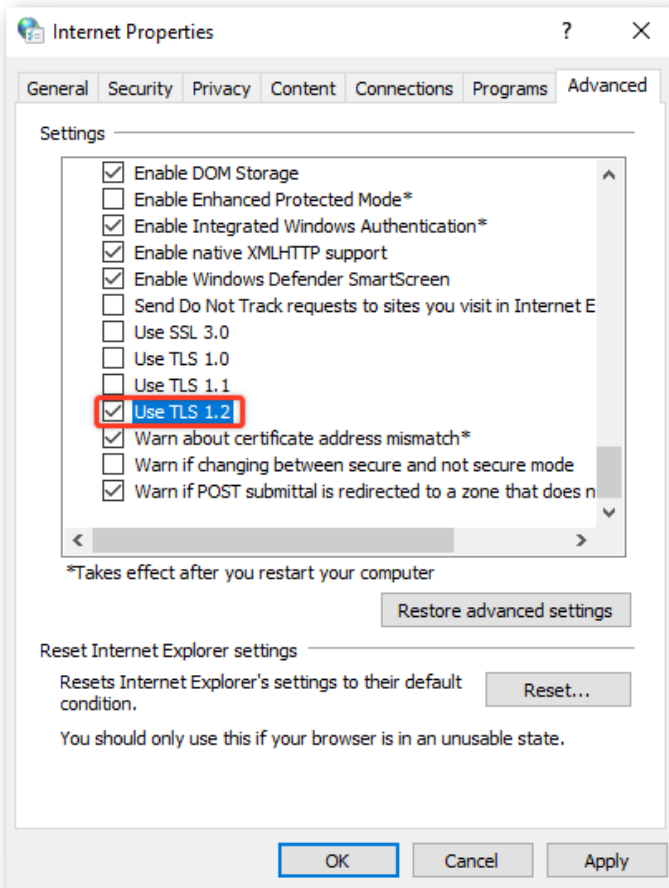 Internet Properties
?
General Security Privacy Content Connections Programs Advanced
Settings
Enable DOM Storage
Enable Enhanced Protected Mode*
Enable Integrated Windows Authentication*
Enable native XMLHTTP support
Enable Windows Defender SmartScreen
Send Do Not Track requests to sites you visit in Internet E
Use SSL 3.0
Use TLS 1.0
Use TLS 1.1
Use TLS 1.2
Warn about certificate address mismatch*
Warn if changing between secure and not secure mode
Warn if POST submittal is redirected to a zone that does n
*Takes effect after you restart your computer
Restore advanced settings
Reset Internet Explorer settings
Resets Internet Explorer's settings to their default
condition.
Reset...
You should only use this if your browser is in an unusable state.
OK Cancel Apply